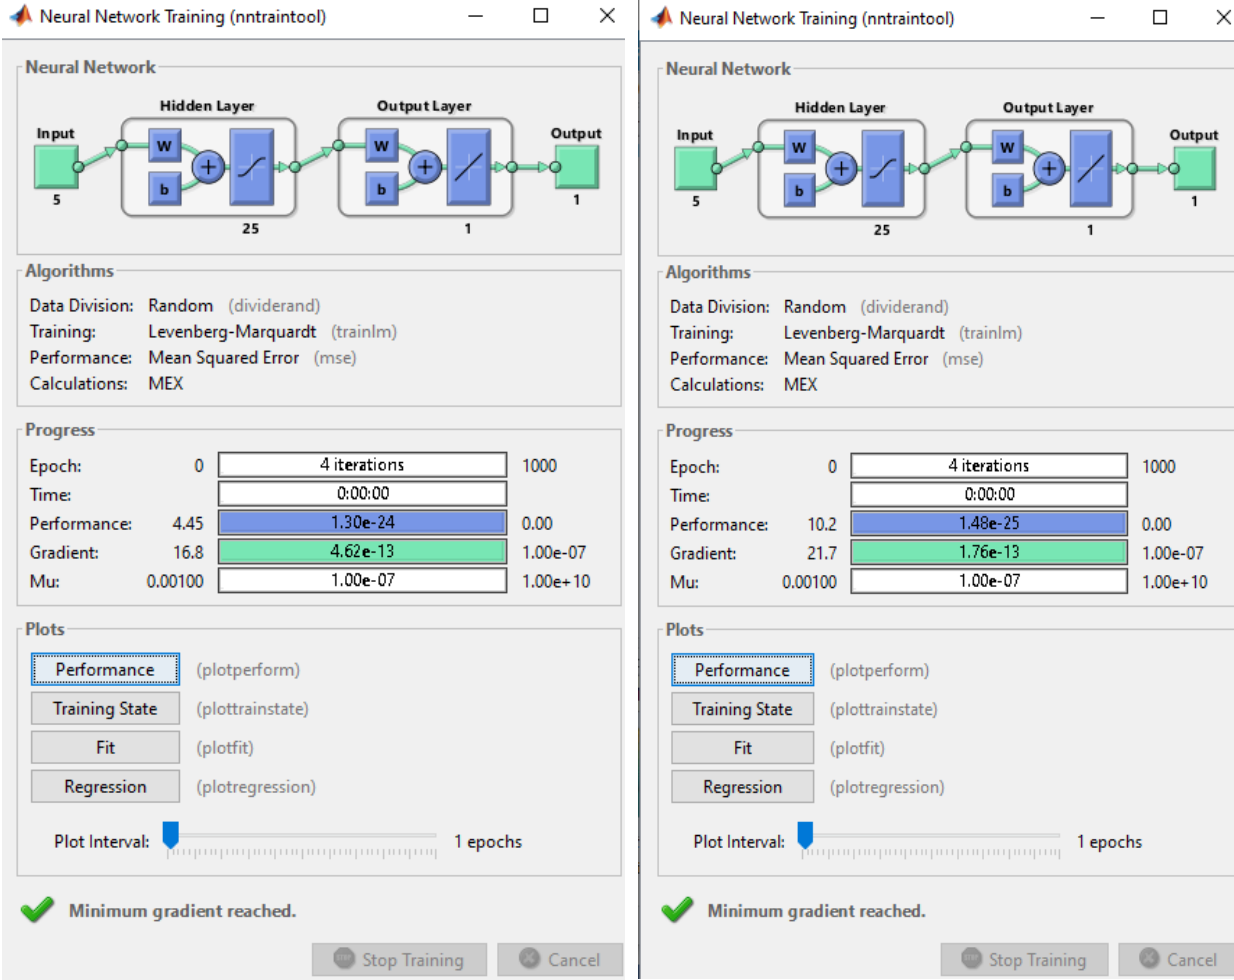 Neural Network Training (nntraintool)
Neural Network
Hidden Layer
Output Layer
Input
Output
W
b
W
b
5
25
1
1
Algorithms
Data Division: Random (dividerand)
Training: Levenberg-Marquardt (trainlm)
Performance: Mean Squared Error (mse)
Calculations: MEX
Progress
Epoch: 0 4 iterations 1000
Time: 0:00:00
Performance: 4.45 1.30e-24 0.00
Gradient: 16.8 4.62e-13 1.00e-07
Mu: 0.00100 1.00e-07 1.00e+10
Plots
Performance (plotperform)
Training State (plottrainstate)
Fit (plotfit)
Regression (plotregression)
Plot Interval: 1 epochs
Minimum gradient reached.
Stop Training Cancel
Neural Network Training (nntraintool)
Neural Network
Hidden Layer
Output Layer
Input
Output
W
b
W
b
5
25
1
1
Algorithms
Data Division: Random (dividerand)
Training: Levenberg-Marquardt (trainlm)
Performance: Mean Squared Error (mse)
Calculations: MEX
Progress
Epoch: 0 4 iterations 1000
Time: 0:00:00
Performance: 10.2 1.48e-25 0.00
Gradient: 21.7 1.76e-13 1.00e-07
Mu: 0.00100 1.00e-07 1.00e+10
Plots
Performance (plotperform)
Training State (plottrainstate)
Fit (plotfit)
Regression (plotregression)
Plot Interval: 1 epochs
Minimum gradient reached.
Stop Training Cancel